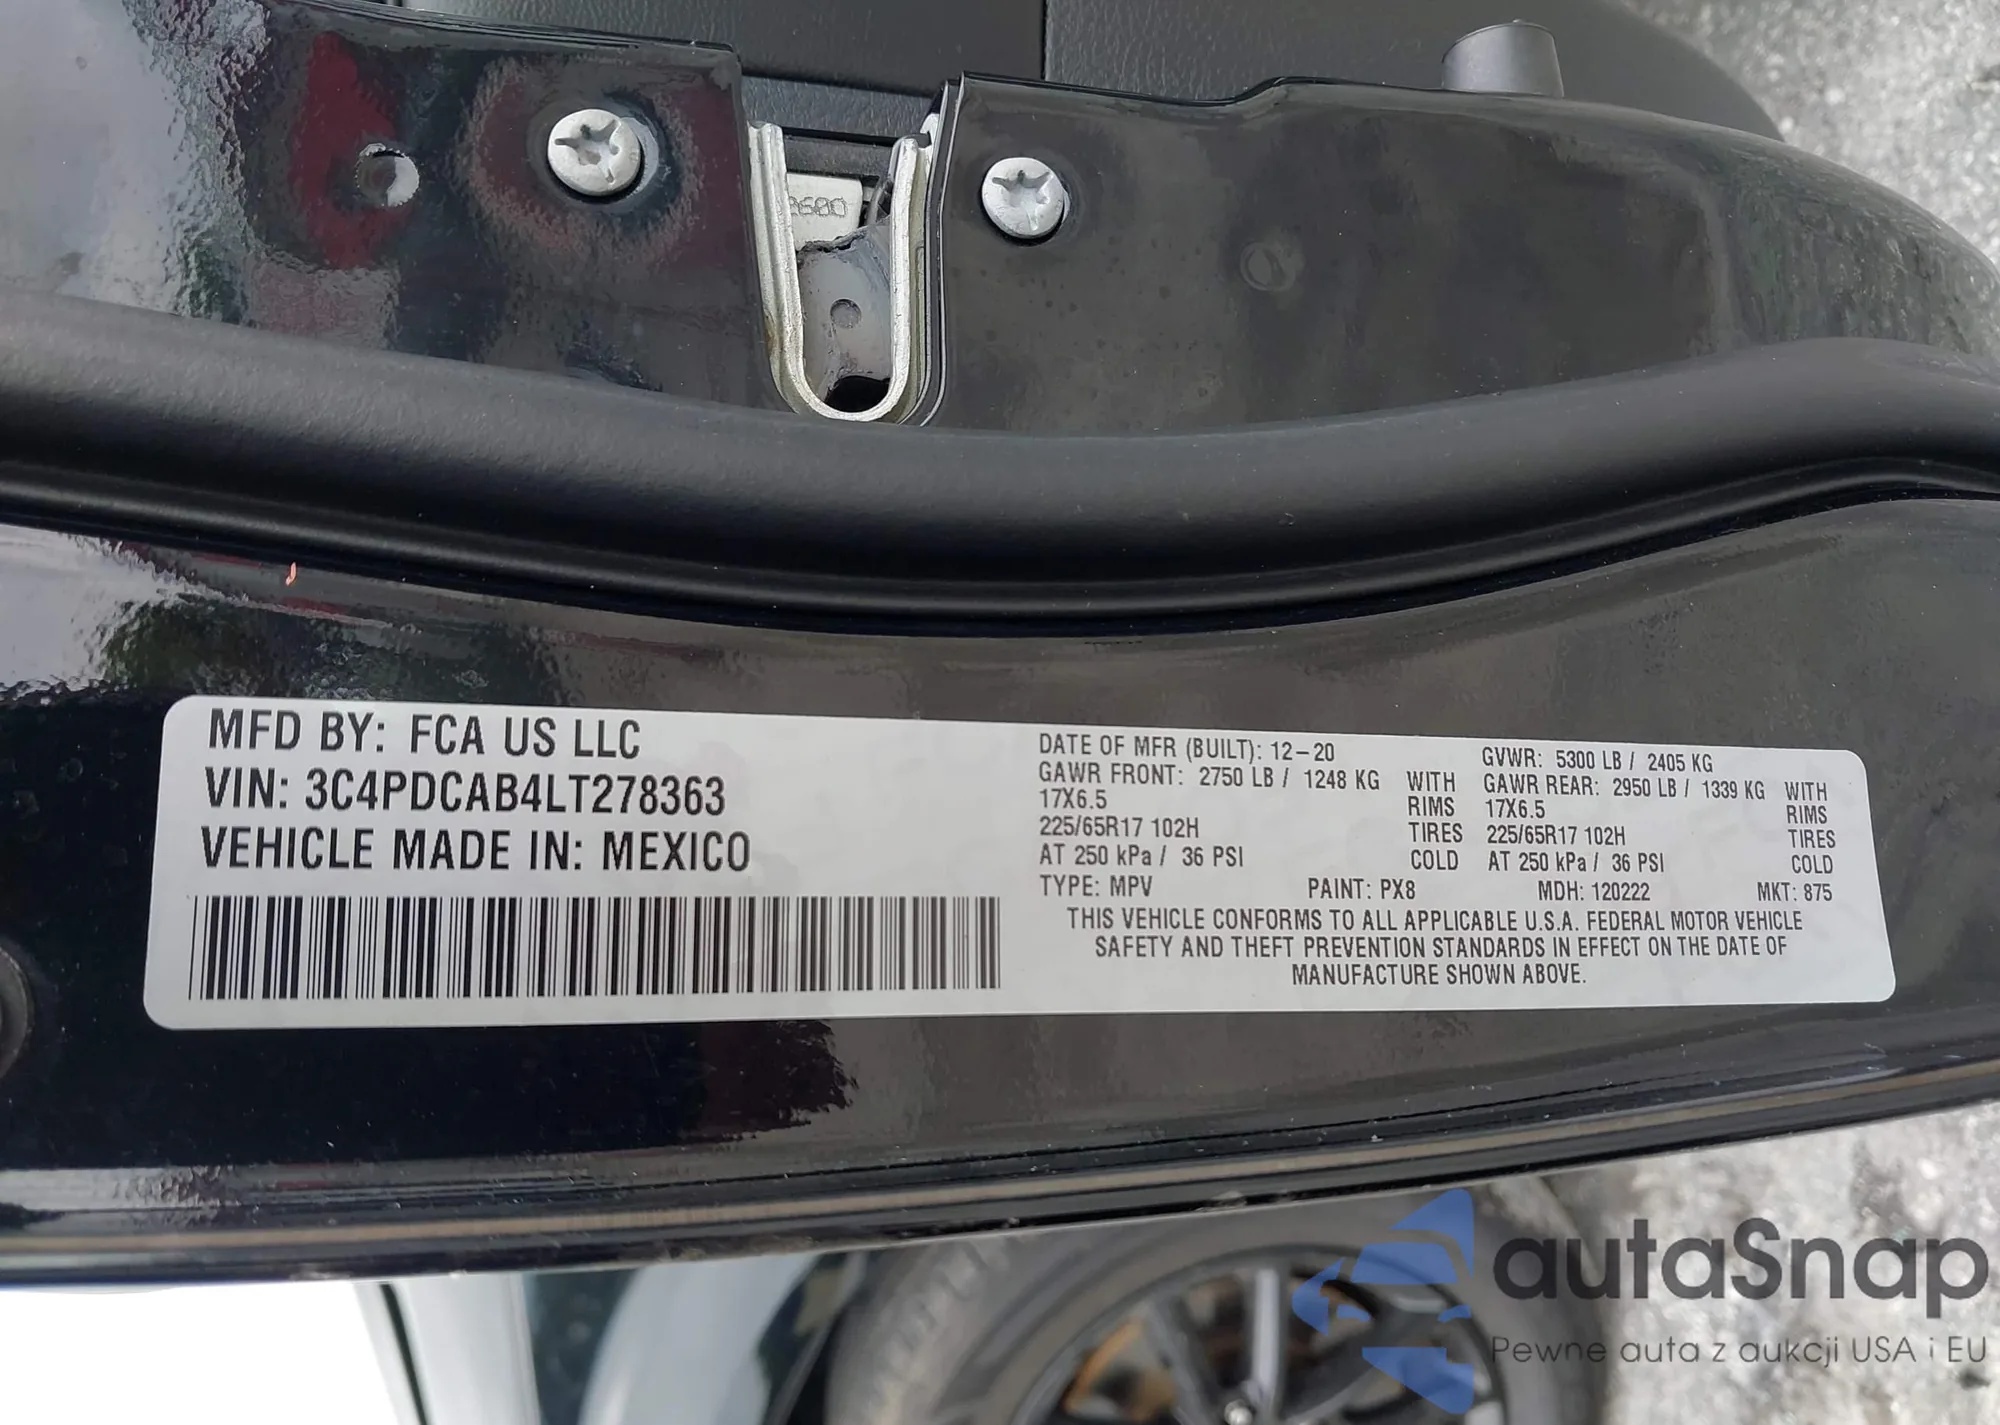 2600
MFD BY: FCA US LLC
VIN: 3C4PDCAB4LT278363
VEHICLE MADE IN: MEXICO
DATE OF MFR (BUILT): 12-20 GVWR: 5300 LB / 2405 KG
GAWR FRONT: 2750 LB / 1248 KG WITH GAWR REAR: 2950 LB / 1339 KG WITH
17X6.5 RIMS 17X6.5 RIMS
225/65R17 102H TIRES 225/65R17 102H TIRES
AT 250 kPa / 36 PSI COLD AT 250 kPa / 36 PSI COLD
TYPE: MPV PAINT: PX8 MDH: 120222 MKT: 875
THIS VEHICLE CONFORMS TO ALL APPLICABLE U.S.A. FEDERAL MOTOR VEHICLE
SAFETY AND THEFT PREVENTION STANDARDS IN EFFECT ON THE DATE OF
MANUFACTURE SHOWN ABOVE.
autaSnap
Pewne auta z aukcji USA i EU